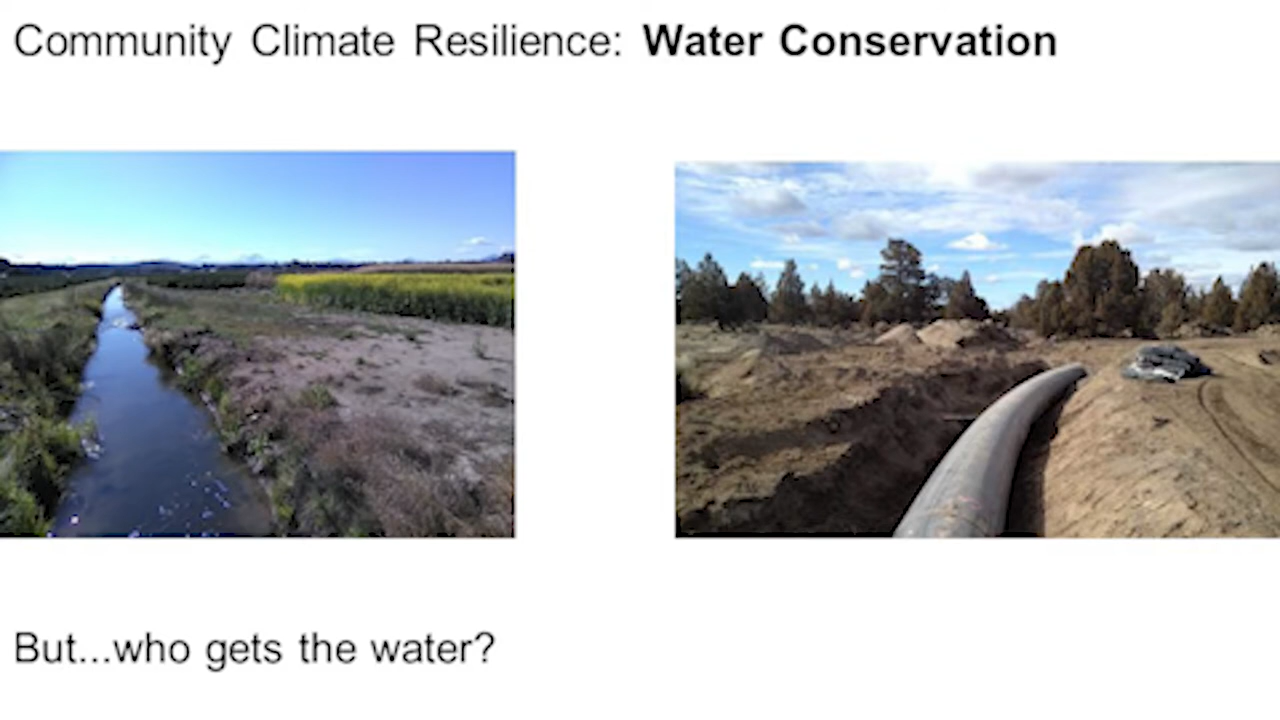 Community Climate Resilience: Water Conservation
But...who gets the water?